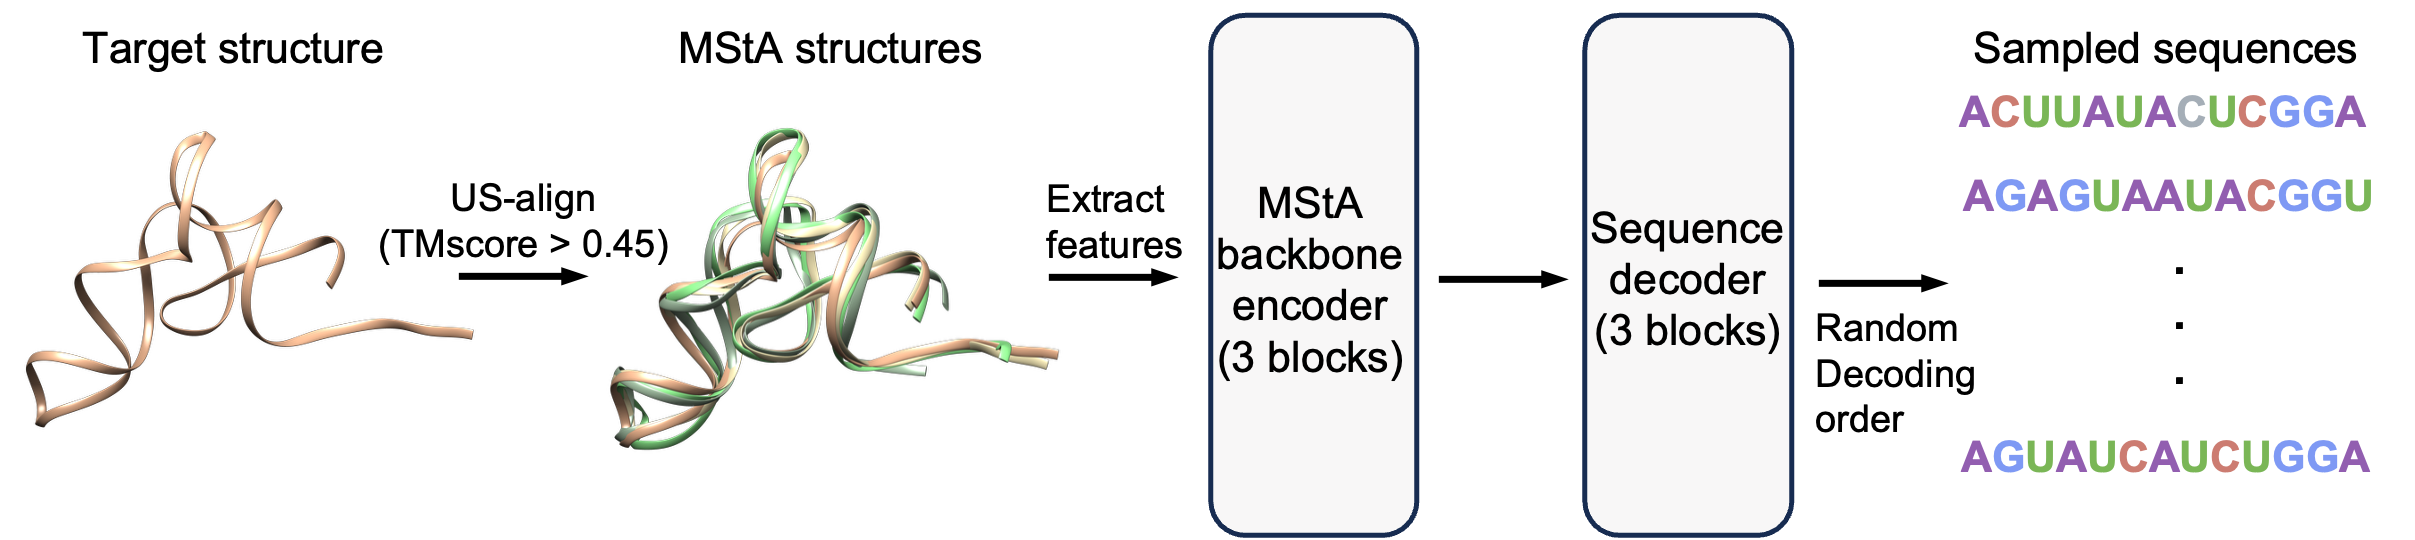 Target structure
US-align
(TMscore > 0.45)
MStA structures
Extract
features
MStA
backbone
encoder
(3 blocks)
Sequence
decoder
(3 blocks)
Random
Decoding
order
Sampled sequences
ACUUAUACUCGGA
AGAGUAAUACGGU
.
.
.
AGUAUCAUCUGGA